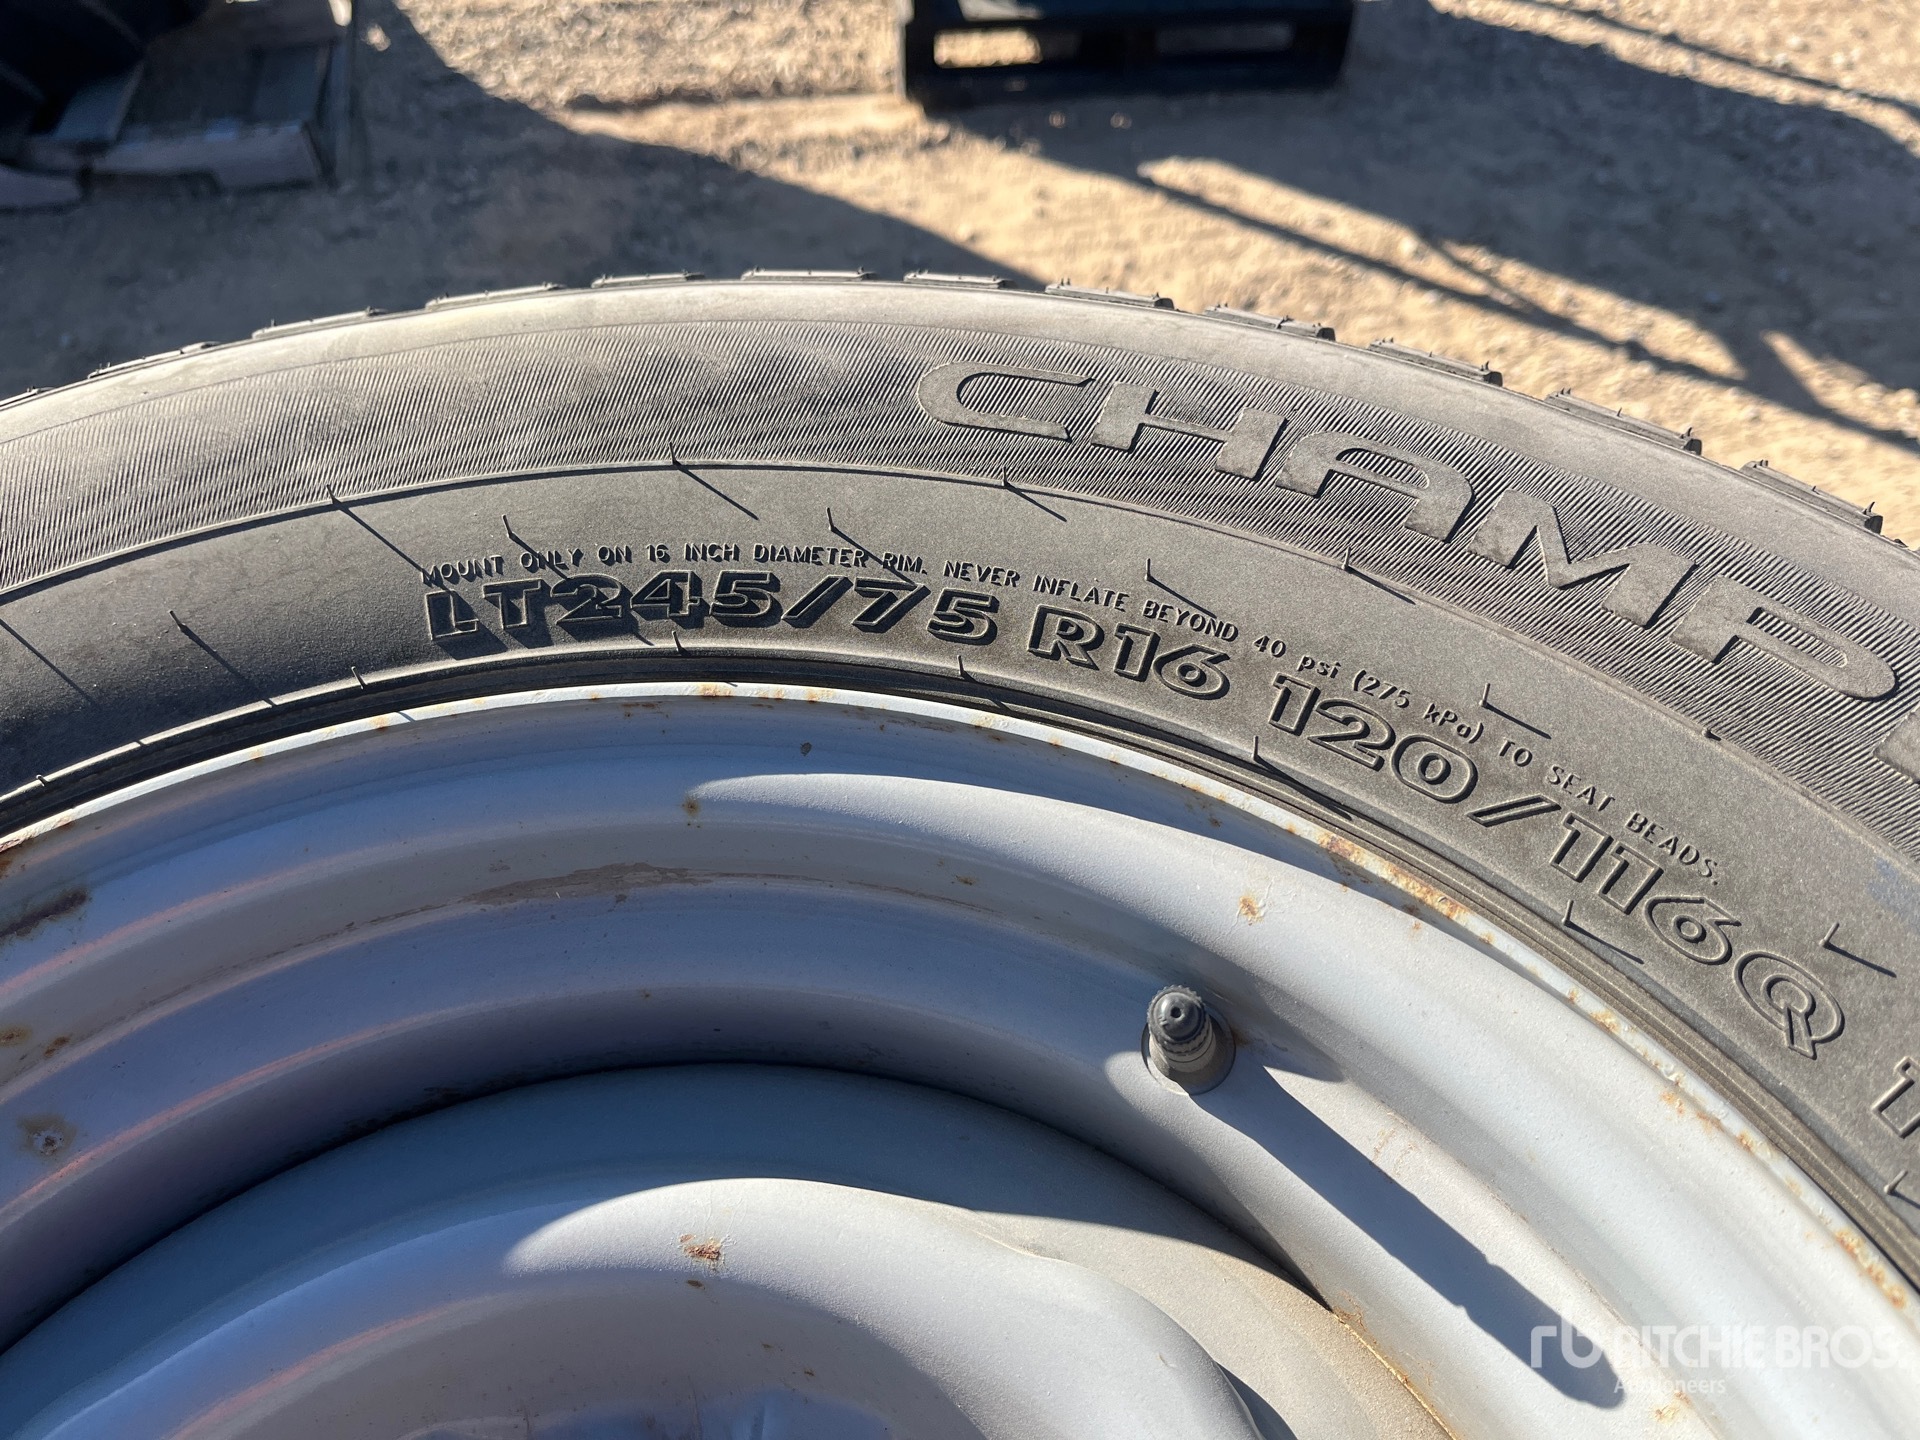 CHAMP
MOUNT ONLY ON 16 INCH DIAMETER RIM. NEVER INFLATE BEYOND 40 psi (275 kPa) TO SEAT BEADS.
LT245/75 R16 120/116Q
rb RITCHIE BROS.
Auctioneers